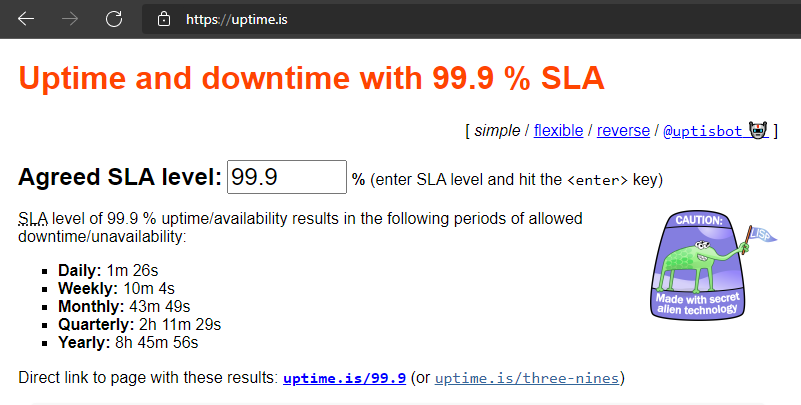 https://uptime.is
Uptime and downtime with 99.9 % SLA
[ simple / flexible / reverse / @uptisbot ]
Agreed SLA level: 99.9 % (enter SLA level and hit the <enter> key)
SLA level of 99.9 % uptime/availability results in the following periods of allowed
downtime/unavailability:
Daily: 1m 26s
Weekly: 10m 4s
Monthly: 43m 49s
Quarterly: 2h 11m 29s
Yearly: 8h 45m 56s
CAUTION:
LISP
Made with secret
alien technology
Direct link to page with these results: uptime.is/99.9 (or uptime.is/three-nines)